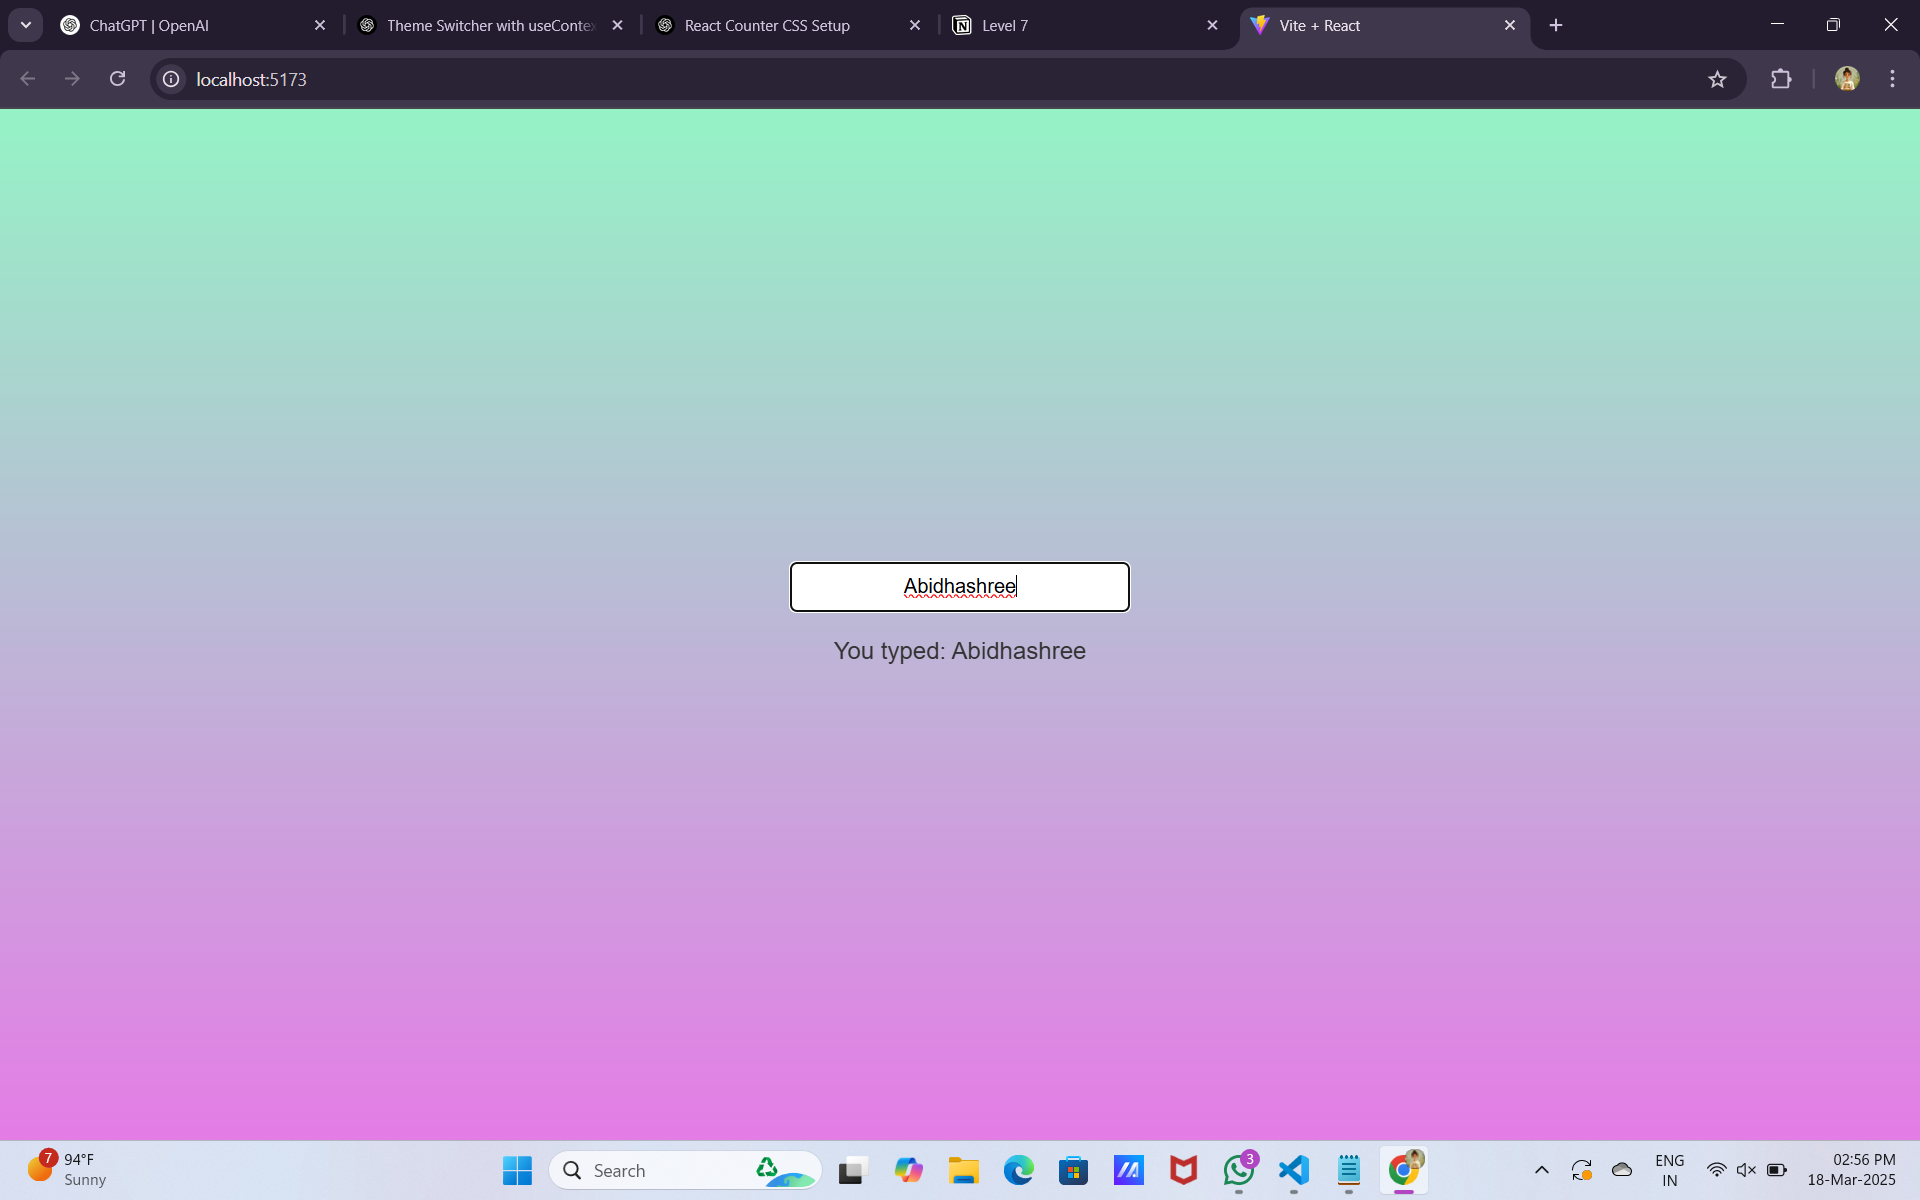 ChatGPT | OpenAI
Theme Switcher with useConte
React Counter CSS Setup
Level 7
Vite + React
localhost:5173
Abidhashree
You typed: Abidhashree
7
94°F
Sunny
Search
3
ENG
IN
02:56 PM
18-Mar-2025